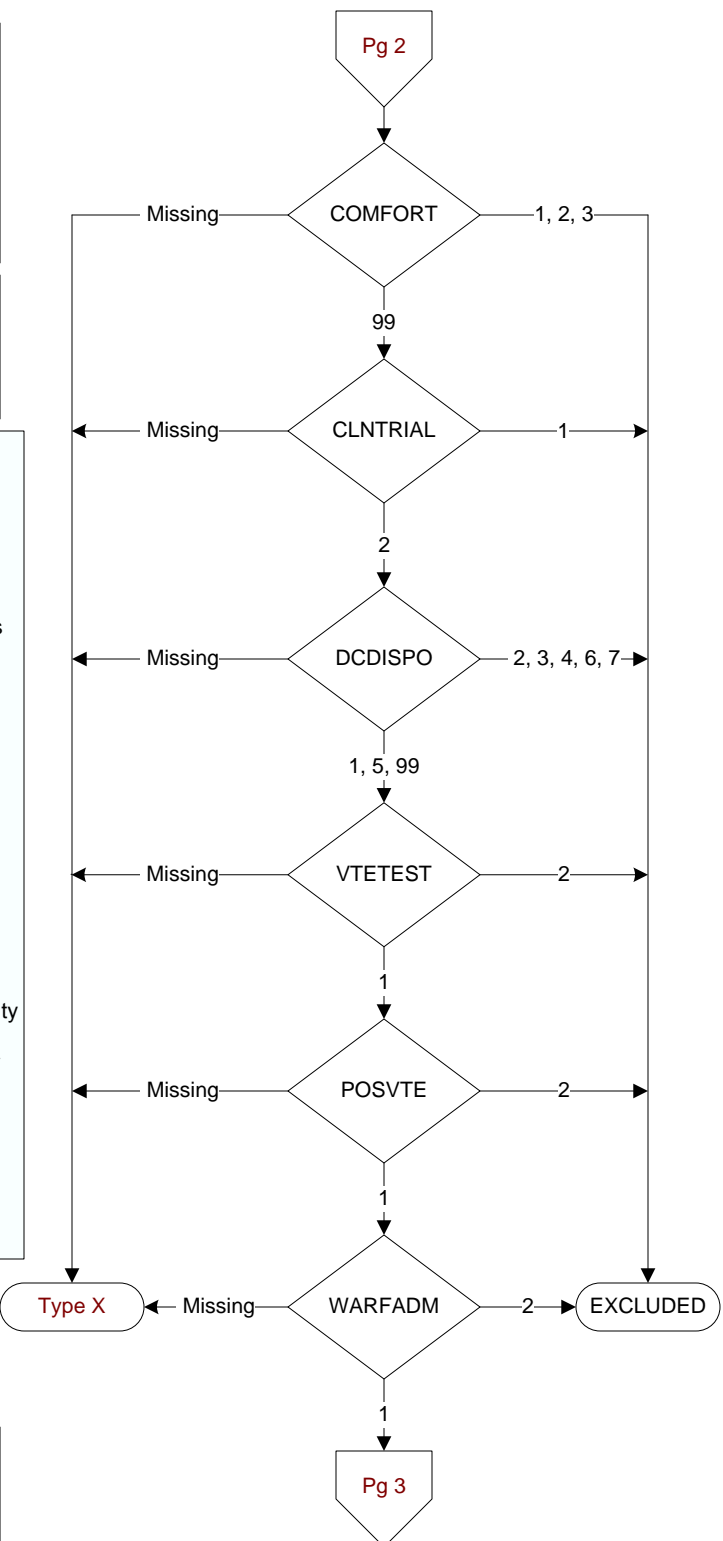 Pg 2
Missing
COMFORT
1, 2, 3
99
Missing
CLNTRIAL
1
2
s
Missing
DCDISPO
2, 3, 4, 6, 7
1, 5, 99
Missing
VTETEST
2
1
ty
Missing
POSVTE
2
1
Type X
Missing
WARFADM
2
EXCLUDED
1
Pg 3